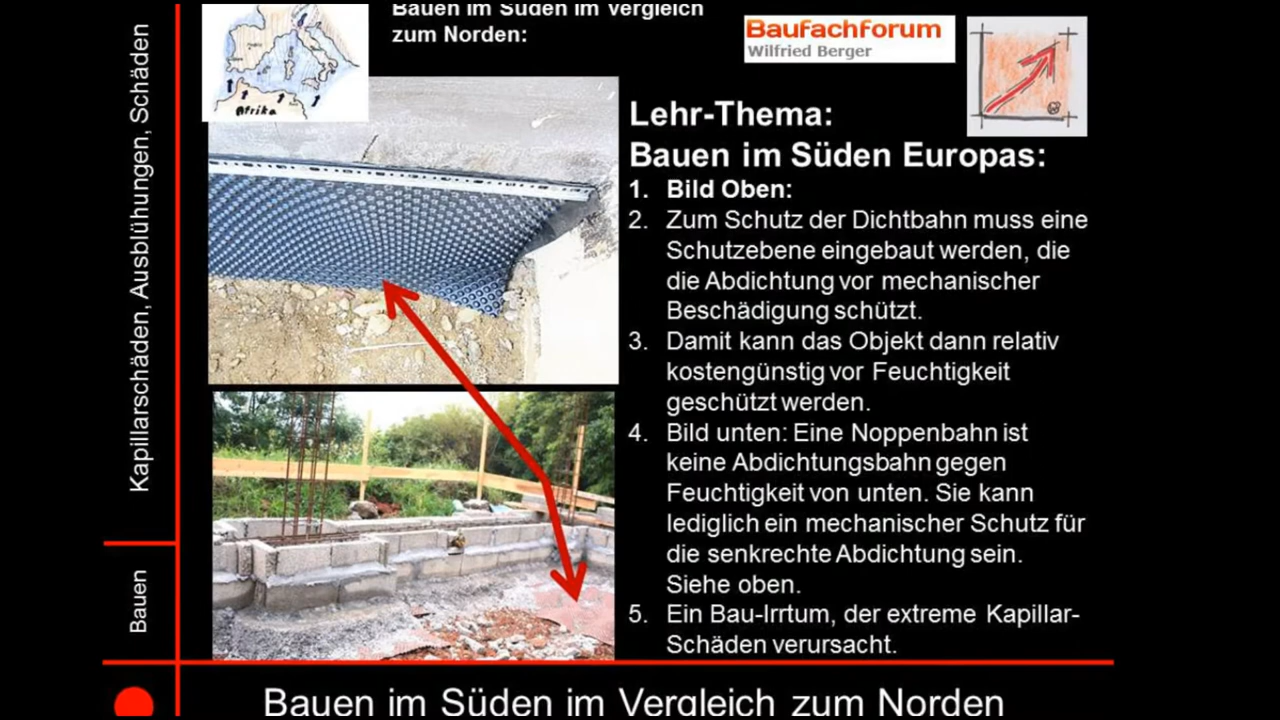 Bauen im Süden im Vergleich
zum Norden:
BauFachForum
Wilfried Berger
Afrika
Lehr-Thema:
Bauen im Süden Europas:
1. Bild Oben:
2. Zum Schutz der Dichtbahn muss eine
Schutzebene eingebaut werden, die
die Abdichtung vor mechanischer
Beschädigung schützt.
3. Damit kann das Objekt dann relativ
kostengünstig vor Feuchtigkeit
geschützt werden.
4. Bild unten: Eine Noppenbahn ist
keine Abdichtungsbahn gegen
Feuchtigkeit von unten. Sie kann
lediglich ein mechanischer Schutz für
die senkrechte Abdichtung sein.
Siehe oben.
5. Ein Bau-Irrtum, der extreme Kapillar-
Schäden verursacht.
Kapillarschäden, Ausblühungen, Schäden
Bauen
Bauen im Süden im Vergleich zum Norden